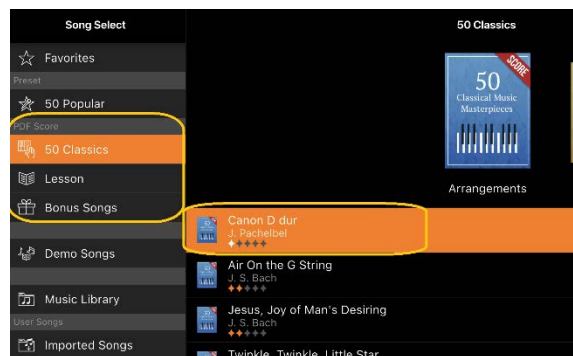 Song Select
Favorites
Preset
50 Popular
PDF Score
50 Classics
Lesson
Bonus Songs
Demo Songs
Music Library
User Songs
Imported Songs
50 Classics
SCORE
50
Classical Music
Masterpieces
Arrangements
Canon D dur
J. Pachelbel
Air On the G String
J. S. Bach
Jesus, Joy of Man's Desiring
J. S. Bach
Twinkle, Twinkle, Little Star